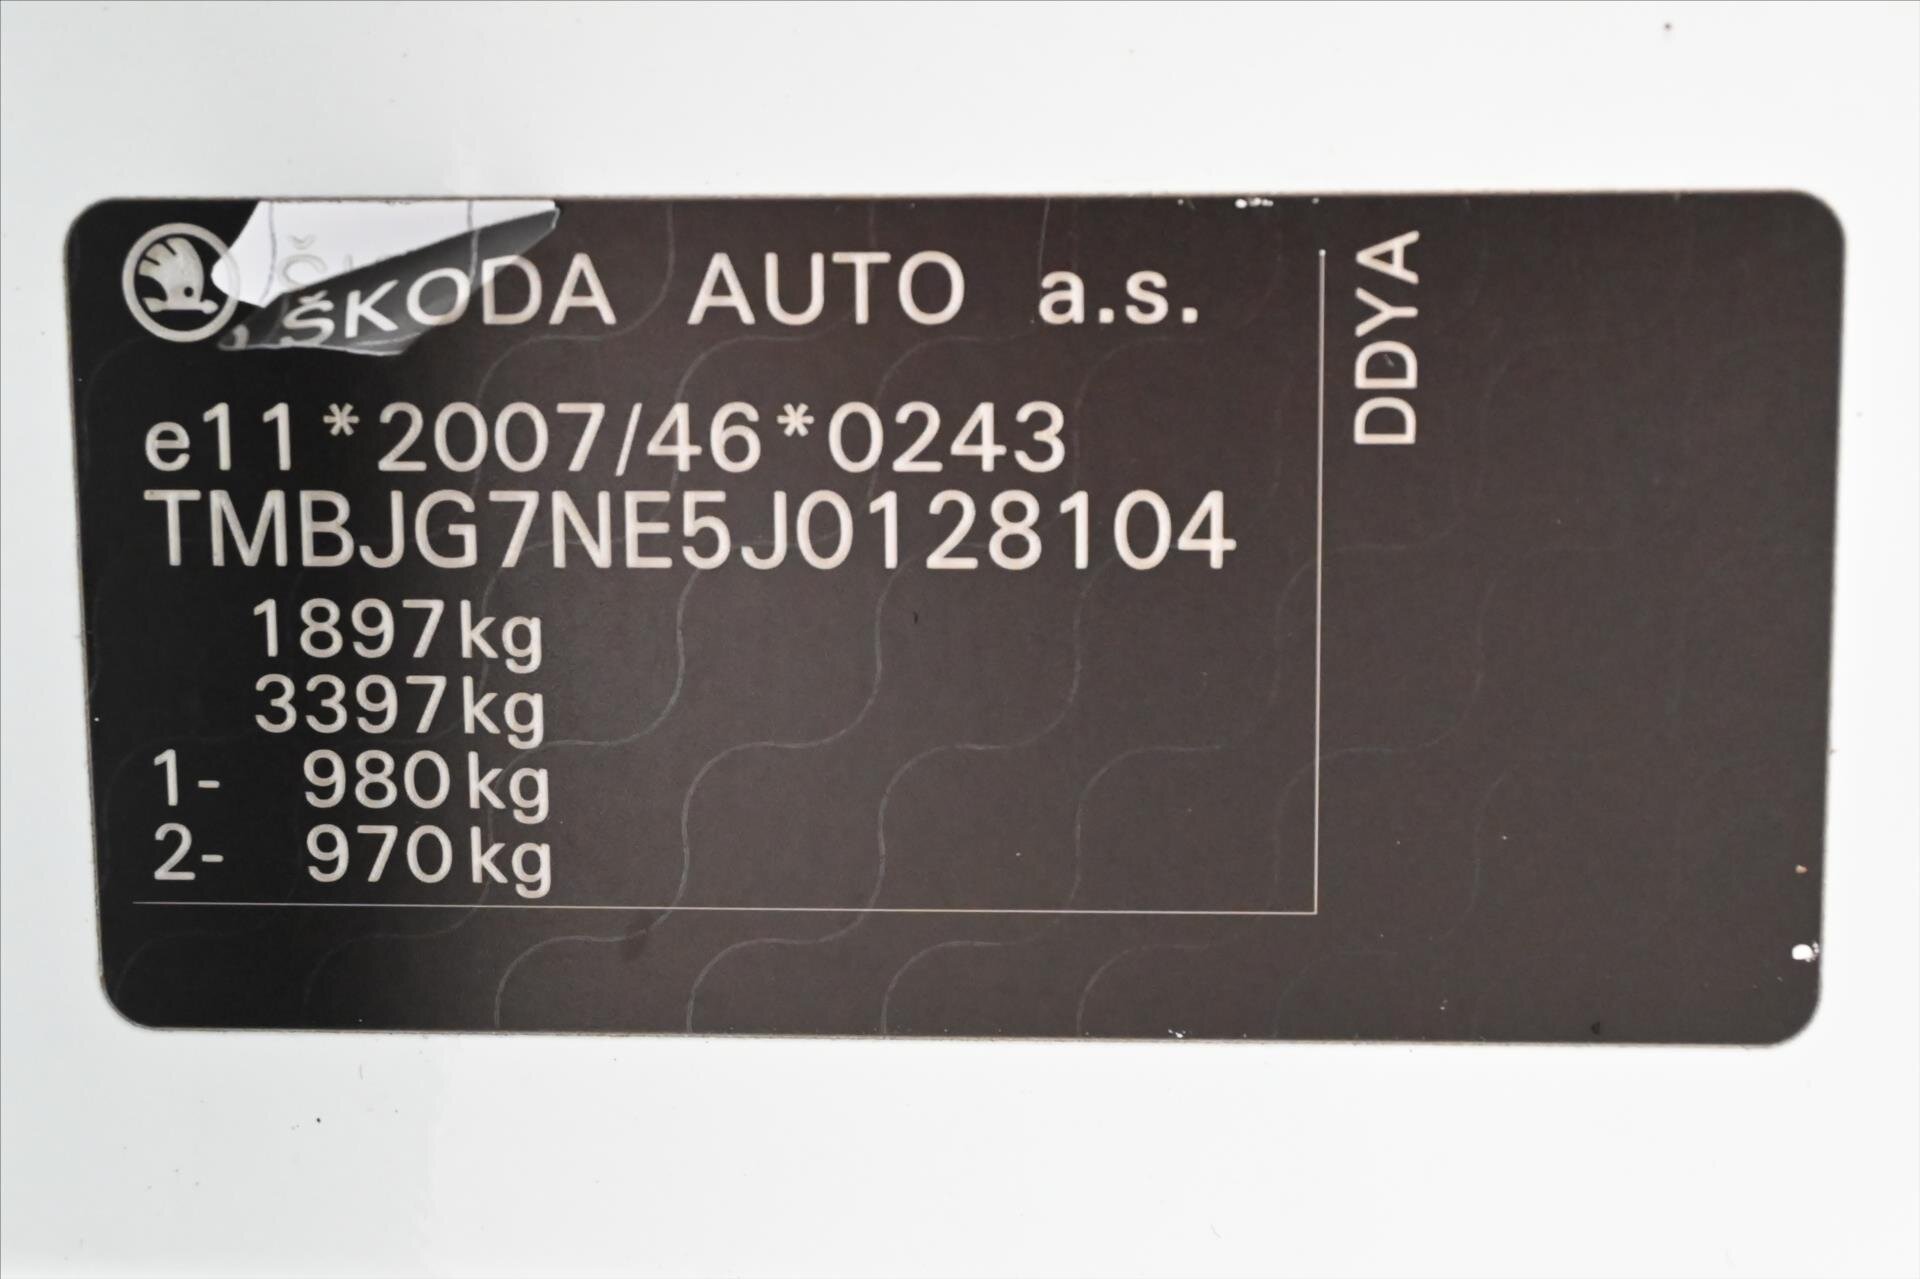 ŠKODA AUTO a.s.
e11*2007/46*0243
TMBJG7NE5J0128104
1897kg
3397kg
1- 980kg
2- 970kg
DDYA